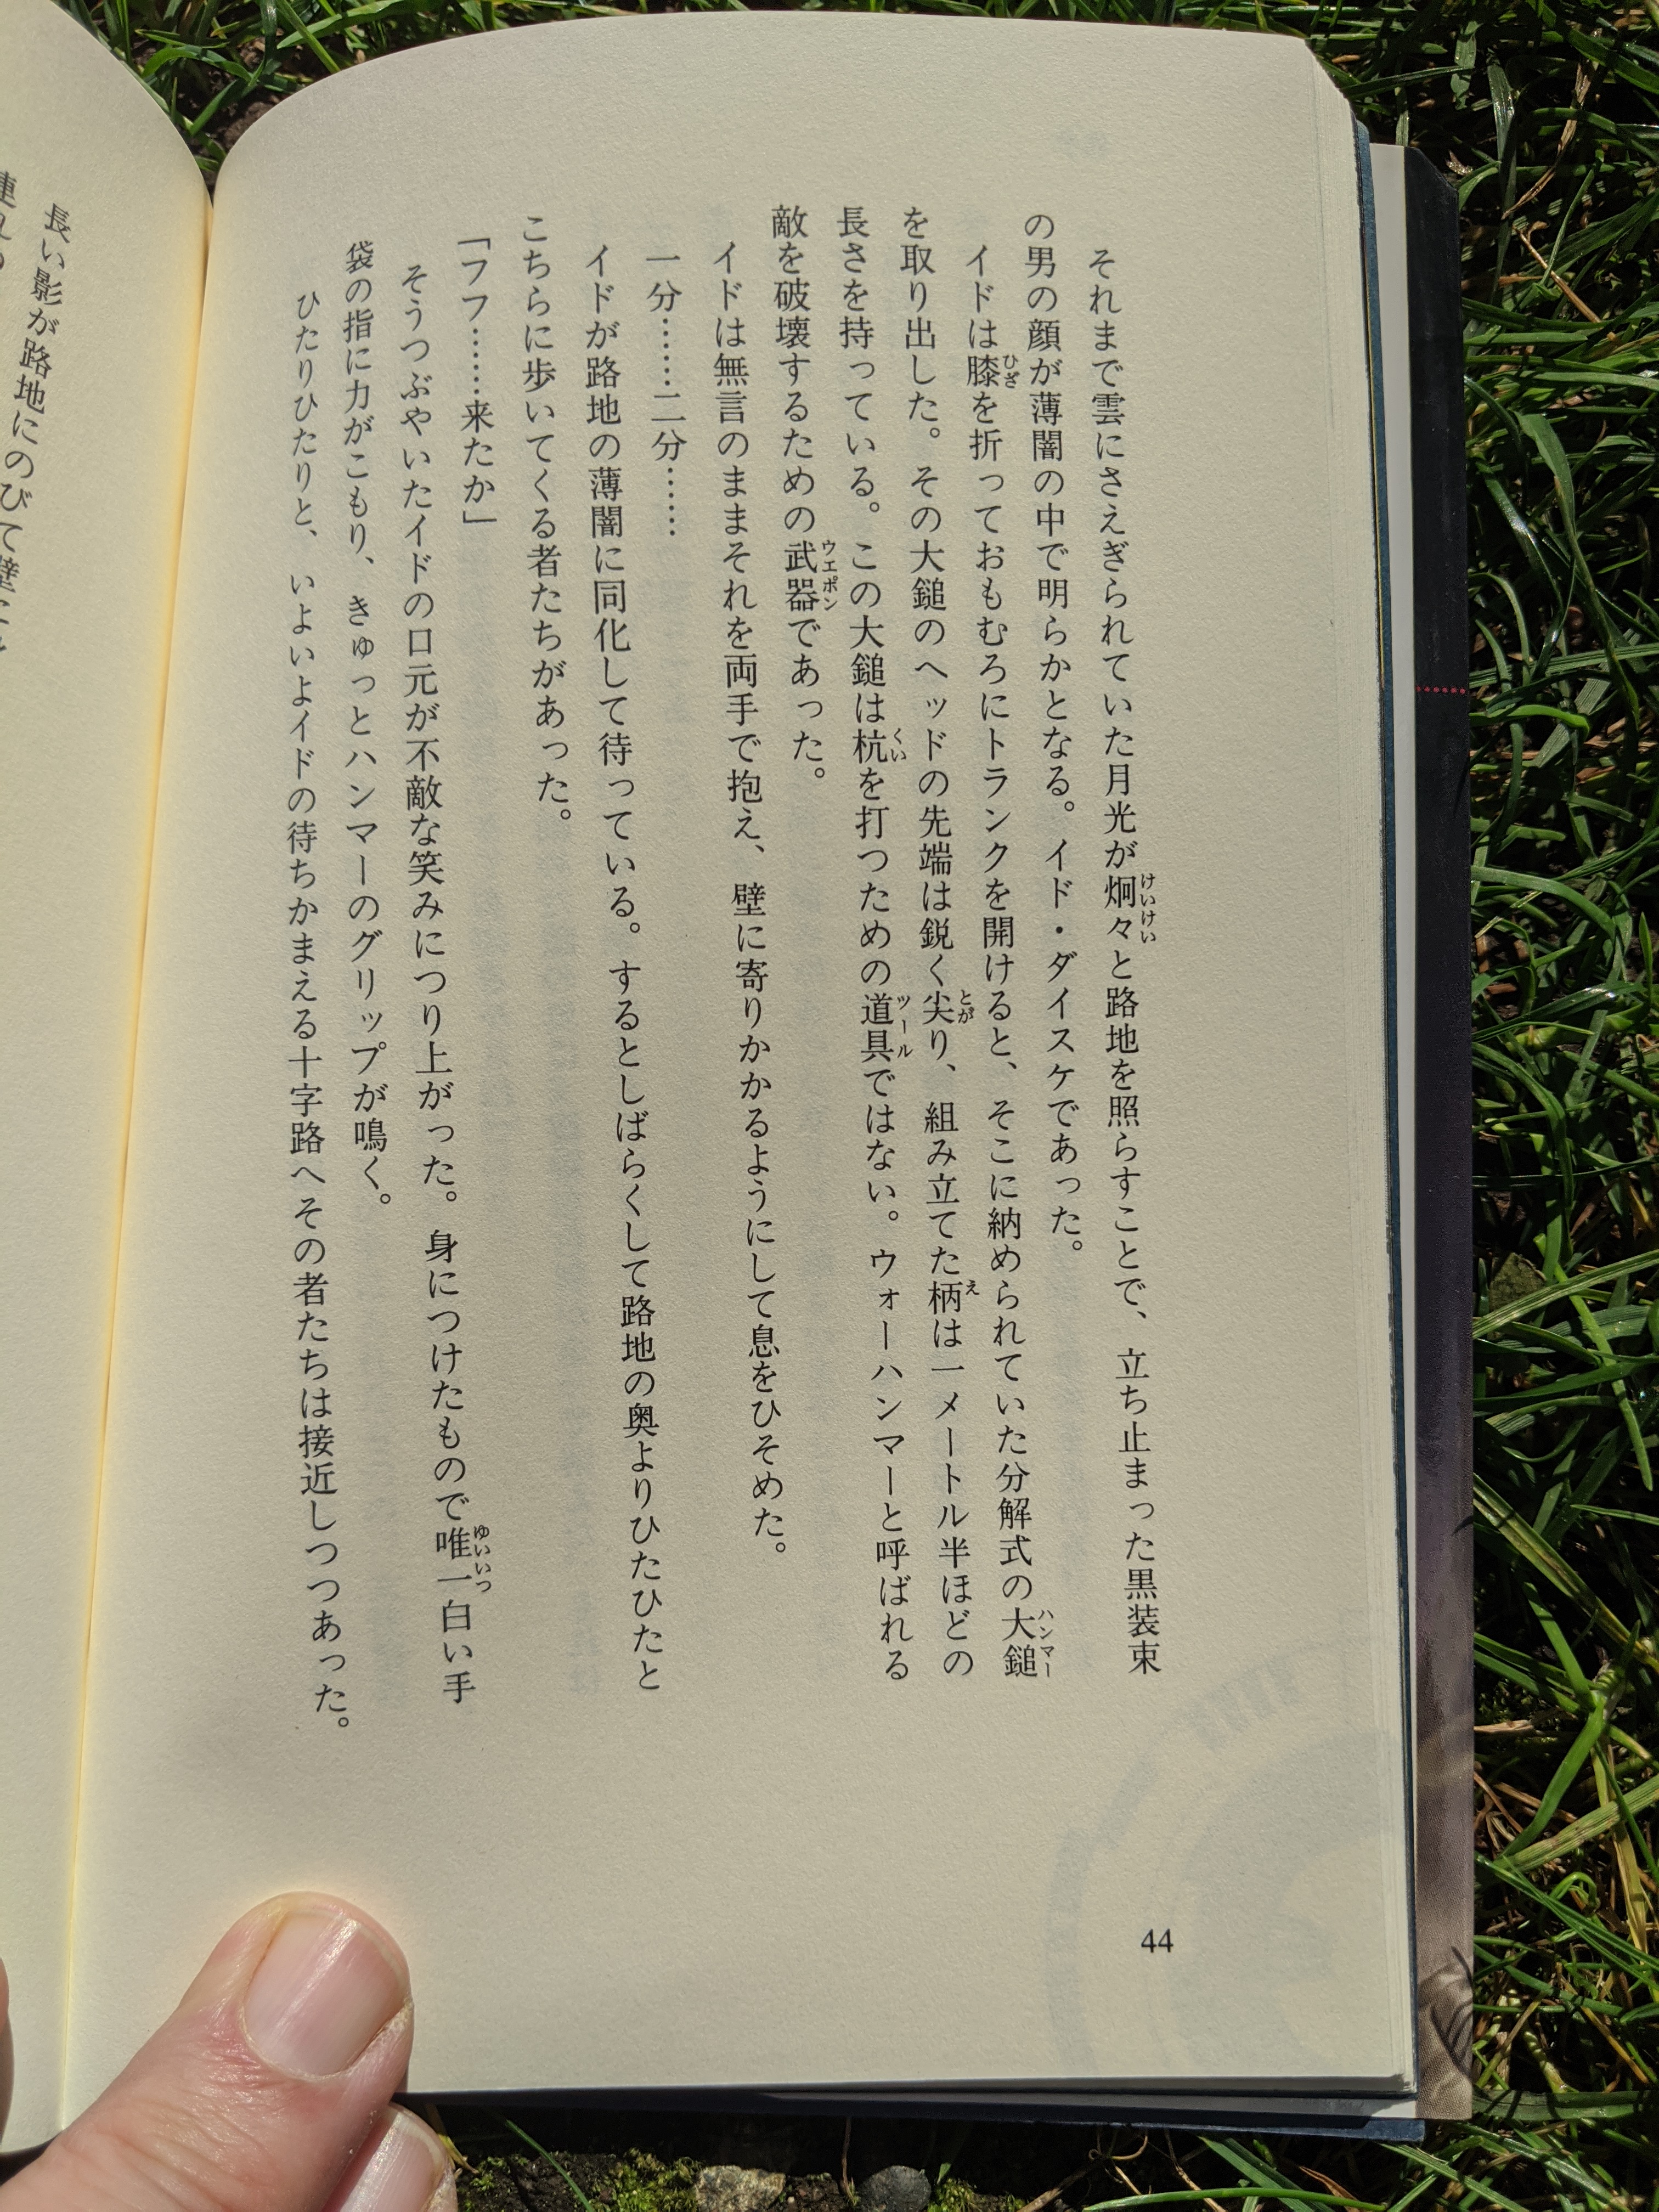 それまで雲にさえぎられていた月光が炯々と路地を照らすことで、立ち止まった黒装束
の男の顔が薄闇の中で明らかとなる。イド・ダイスケであった。
イドは膝を折っておもむろにトランクを開けると、そこに納められていた分解式の大鎚
を取り出した。その大鎚のヘッドの先端は鋭く尖り、組み立てた柄は一メートル半ほどの
長さを持っている。この大鎚は杭を打つための道具ではない。ウォーハンマーと呼ばれる
敵を破壊するための武器であった。
イドは無言のままそれを両手で抱え、壁に寄りかかるようにして息をひそめた。
一分……二分……
イドが路地の薄闇に同化して待っている。するとしばらくして路地の奥よりひたひたと
こちらに歩いてくる者たちがあった。
「フフ……来たか」
そうつぶやいたイドの口元が不敵な笑みにつり上がった。身につけたもので唯一白い手
袋の指に力がこもり、きゅっとハンマーのグリップが鳴く。
ひたりひたりと、いよいよイドの待ちかまえる十字路へその者たちは接近しつつあった。
44
長い影が路地にのびて壁に